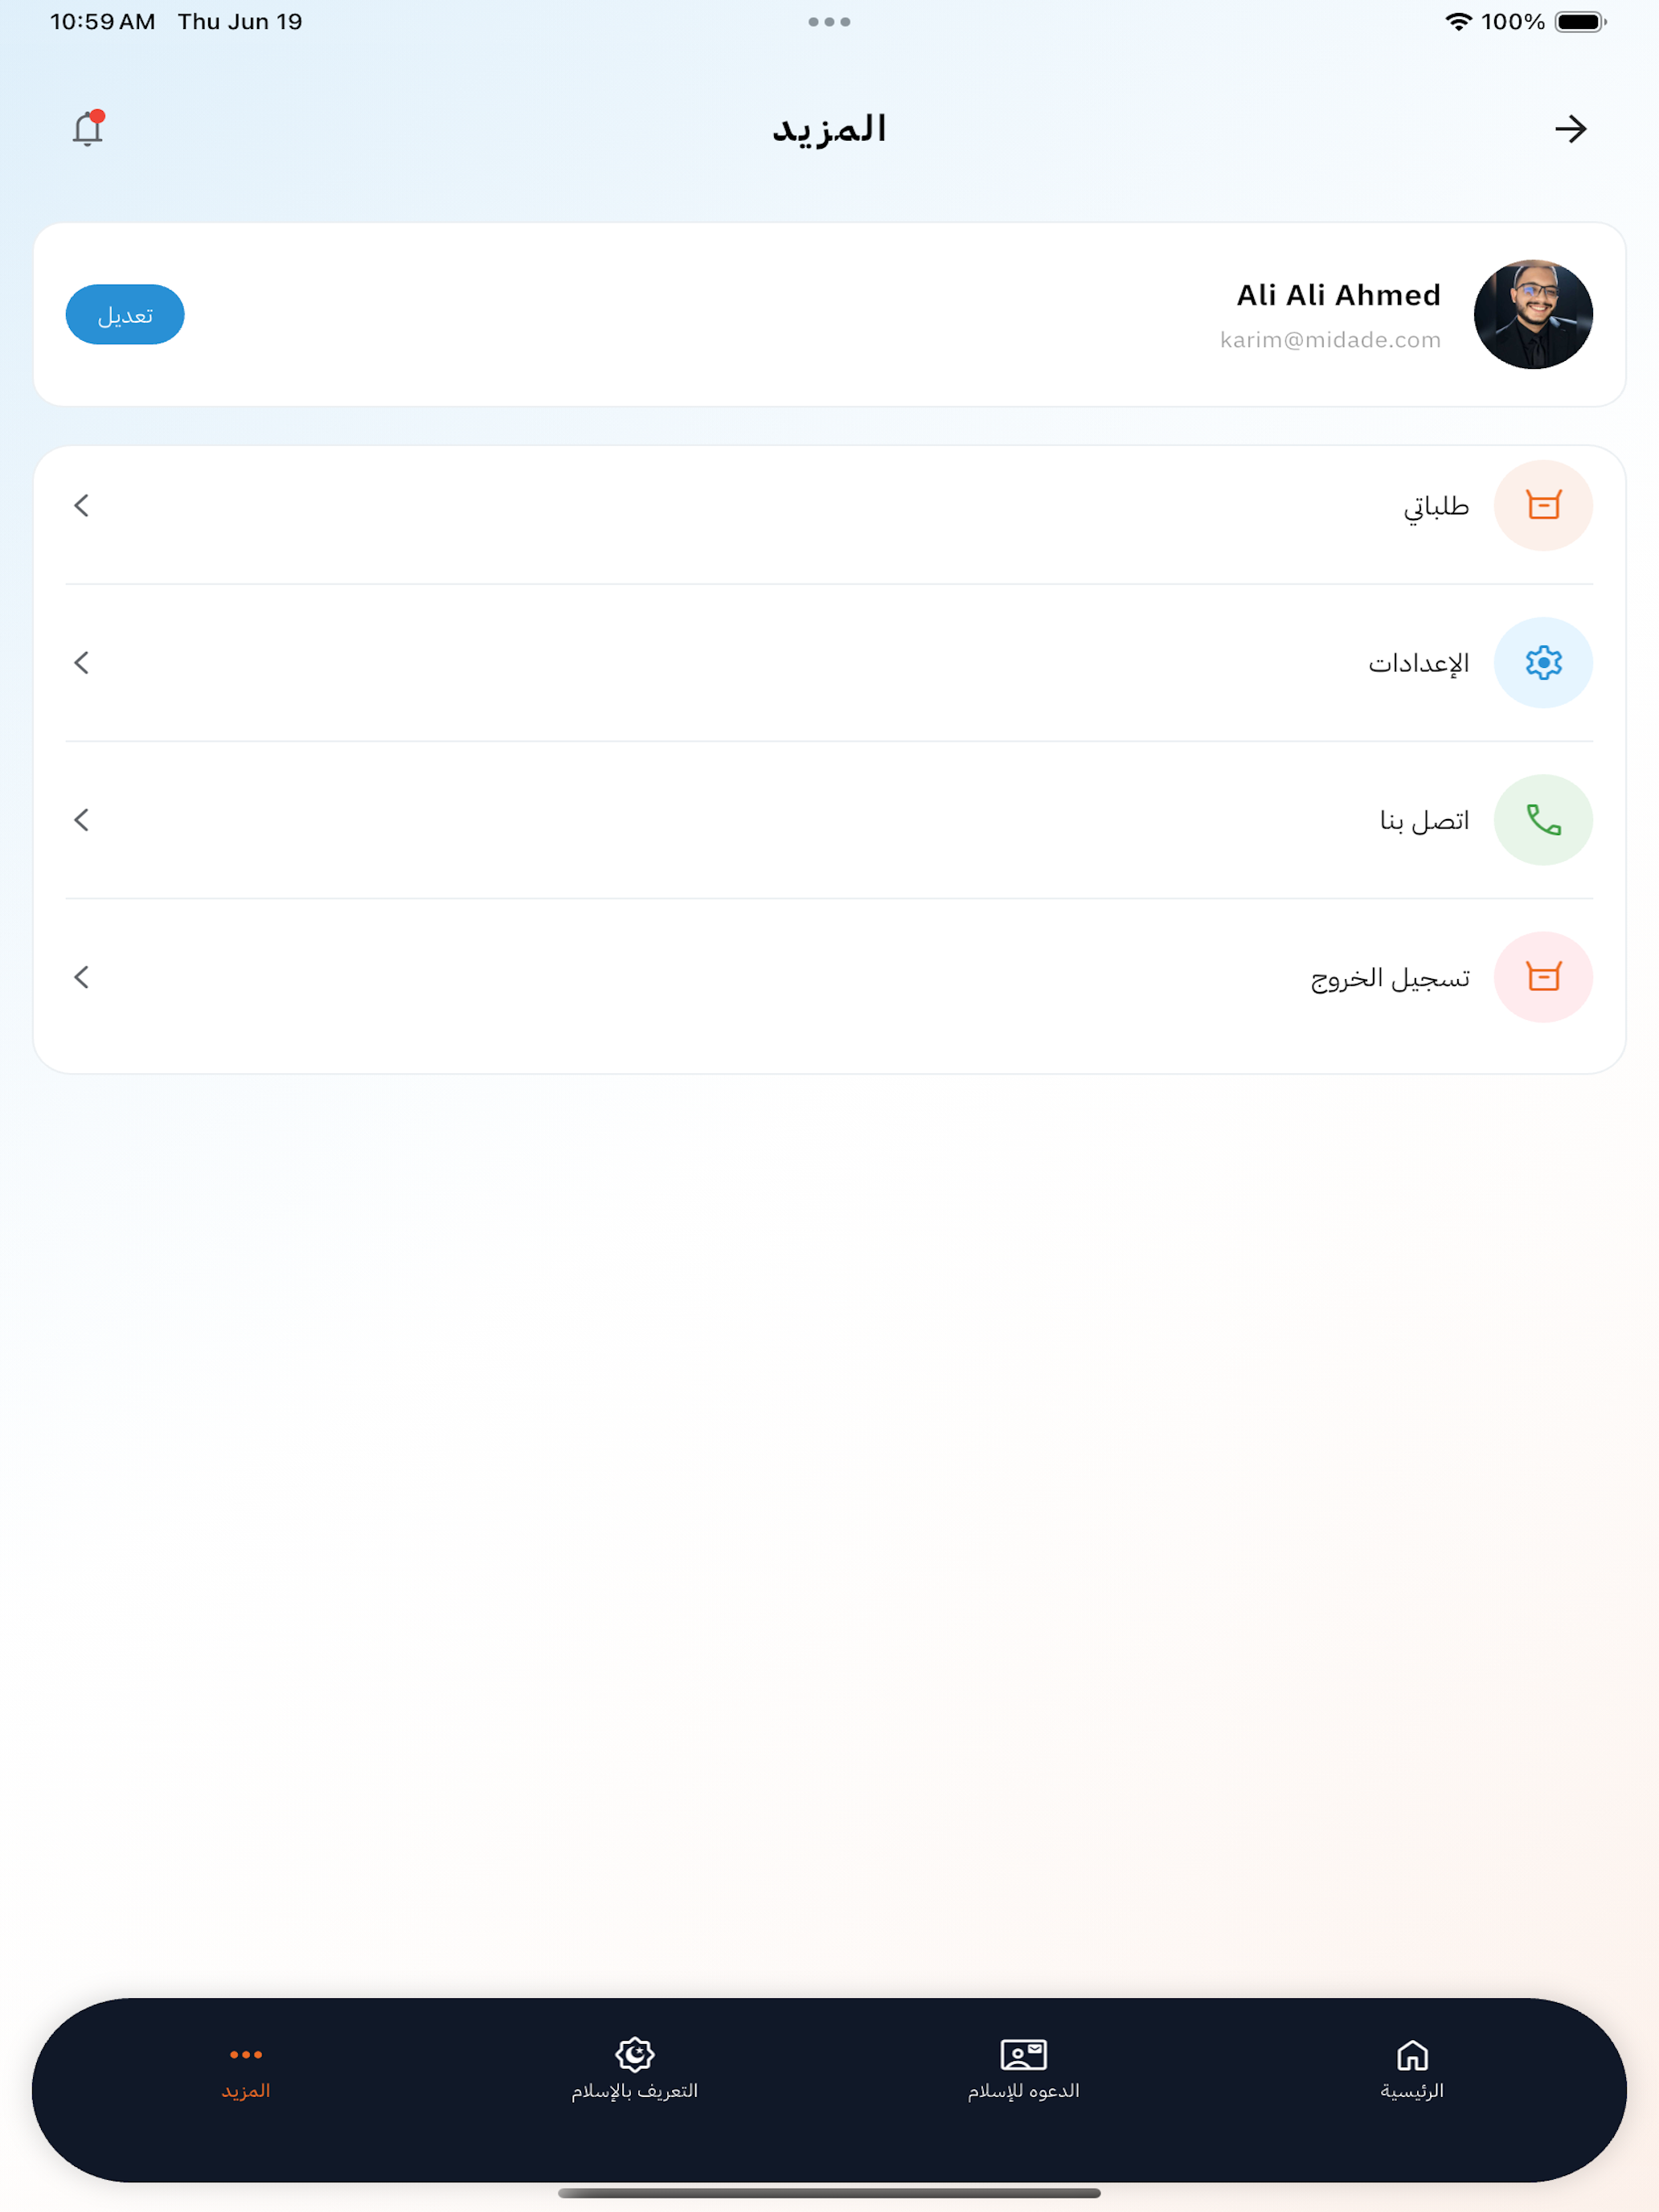 10:59 AM Thu Jun 19 100%
المزيد
Ali Ali Ahmed
karim@midade.com
تعديل
طلباتي
الإعدادات
اتصل بنا
تسجيل الخروج
الرئيسية
الدعوه للإسلام
التعريف بالإسلام
المزيد